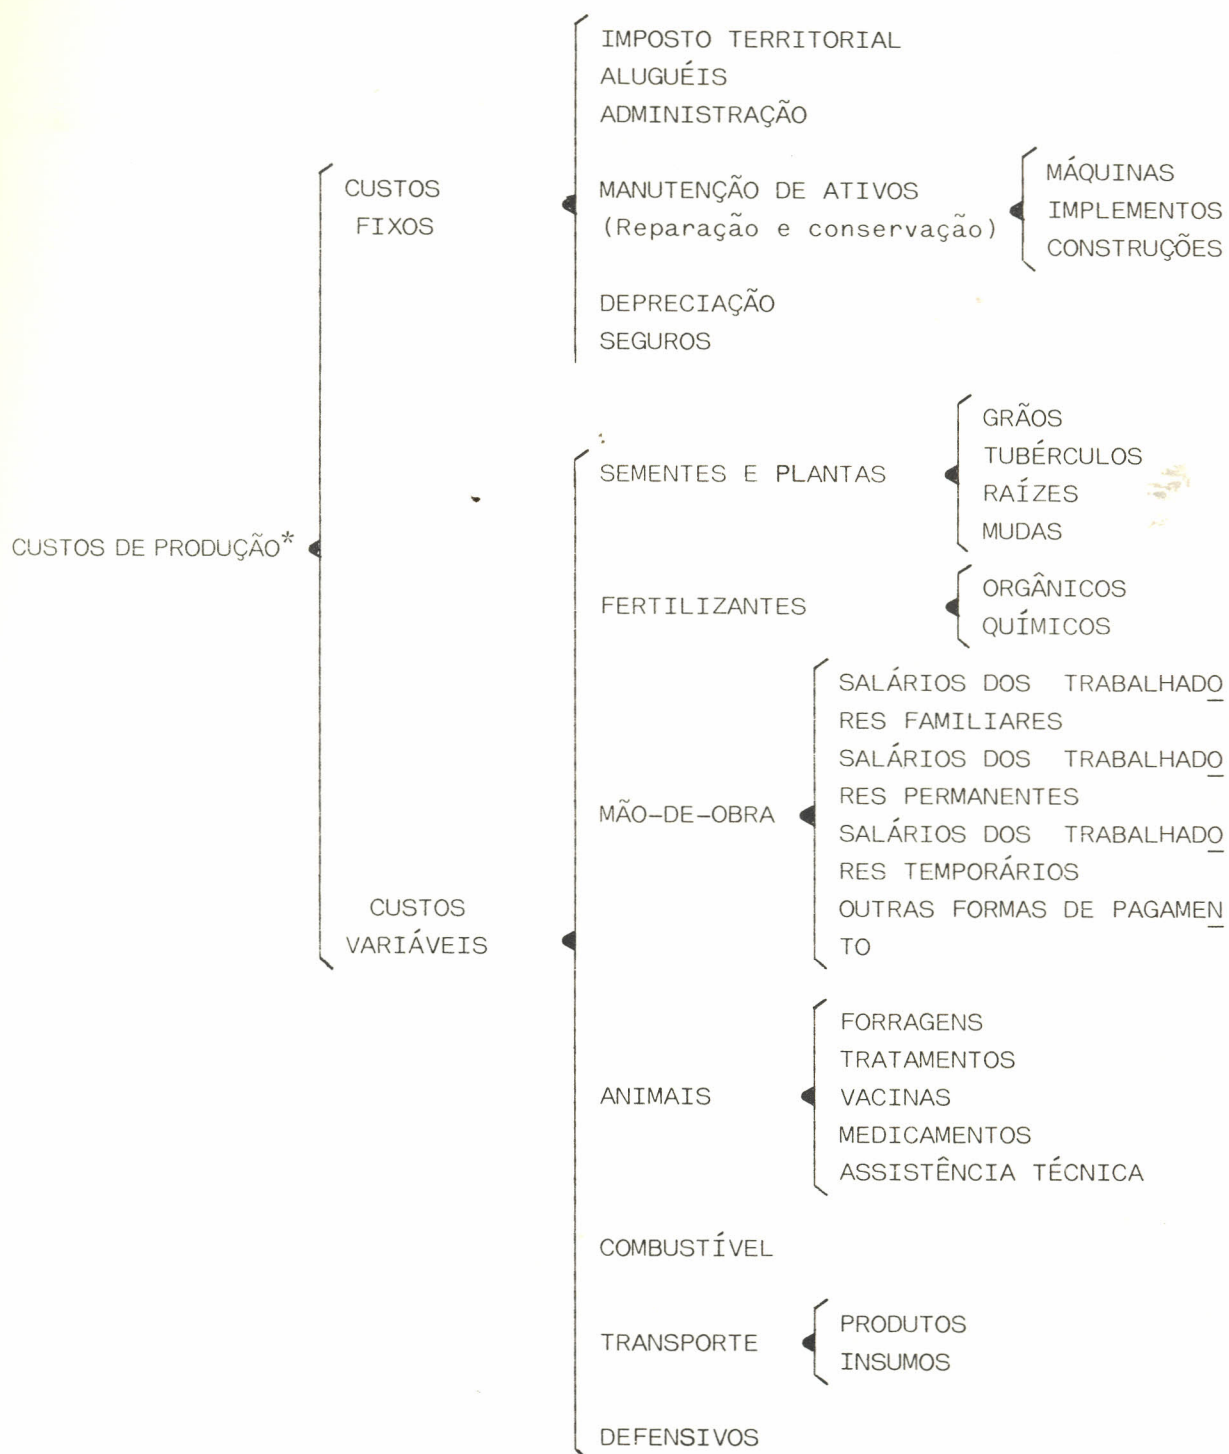 IMPOSTO TERRITORIAL
ALUGUÉIS
ADMINISTRAÇÃO
CUSTOS
FIXOS
MANUTENÇÃO DE ATIVOS
(Reparação e conservação)
MÁQUINAS
IMPLEMENTOS
CONSTRUÇÕES
DEPRECIAÇÃO
SEGUROS
CUSTOS DE PRODUÇÃO*
CUSTOS
VARIÁVEIS
SEMENTES E PLANTAS
GRÃOS
TUBÉRCULOS
RAÍZES
MUDAS
FERTILIZANTES
ORGÂNICOS
QUÍMICOS
MÃO-DE-OBRA
SALÁRIOS DOS TRABALHADO
RES FAMILIARES
SALÁRIOS DOS TRABALHADO
RES PERMANENTES
SALÁRIOS DOS TRABALHADO
RES TEMPORÁRIOS
OUTRAS FORMAS DE PAGAMEN
TO
ANIMAIS
FORRAGENS
TRATAMENTOS
VACINAS
MEDICAMENTOS
ASSISTÊNCIA TÉCNICA
COMBUSTÍVEL
TRANSPORTE
PRODUTOS
INSUMOS
DEFENSIVOS